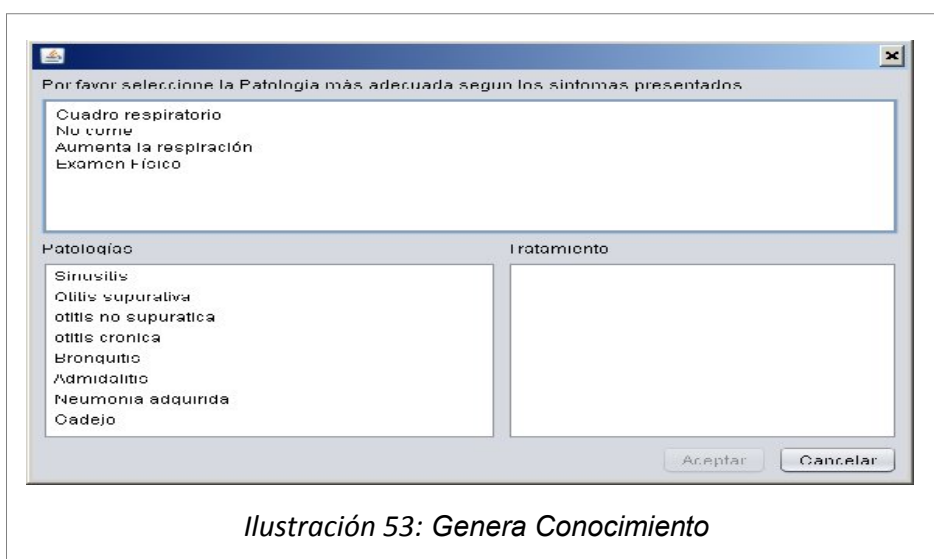 Por favor seleccione la Patologia más adecuada segun los sintomas presentados
Cuadro respiratorio
No come
Aumenta la respiración
Examen Físico
Patologías
Tratamiento
Sinusitis
Otitis supurativa
otitis no supuratica
otitis cronica
Bronquitis
Admidalitis
Neumonia adquirida
Cadejo
Aceptar
Cancelar
Ilustración 53: Genera Conocimiento